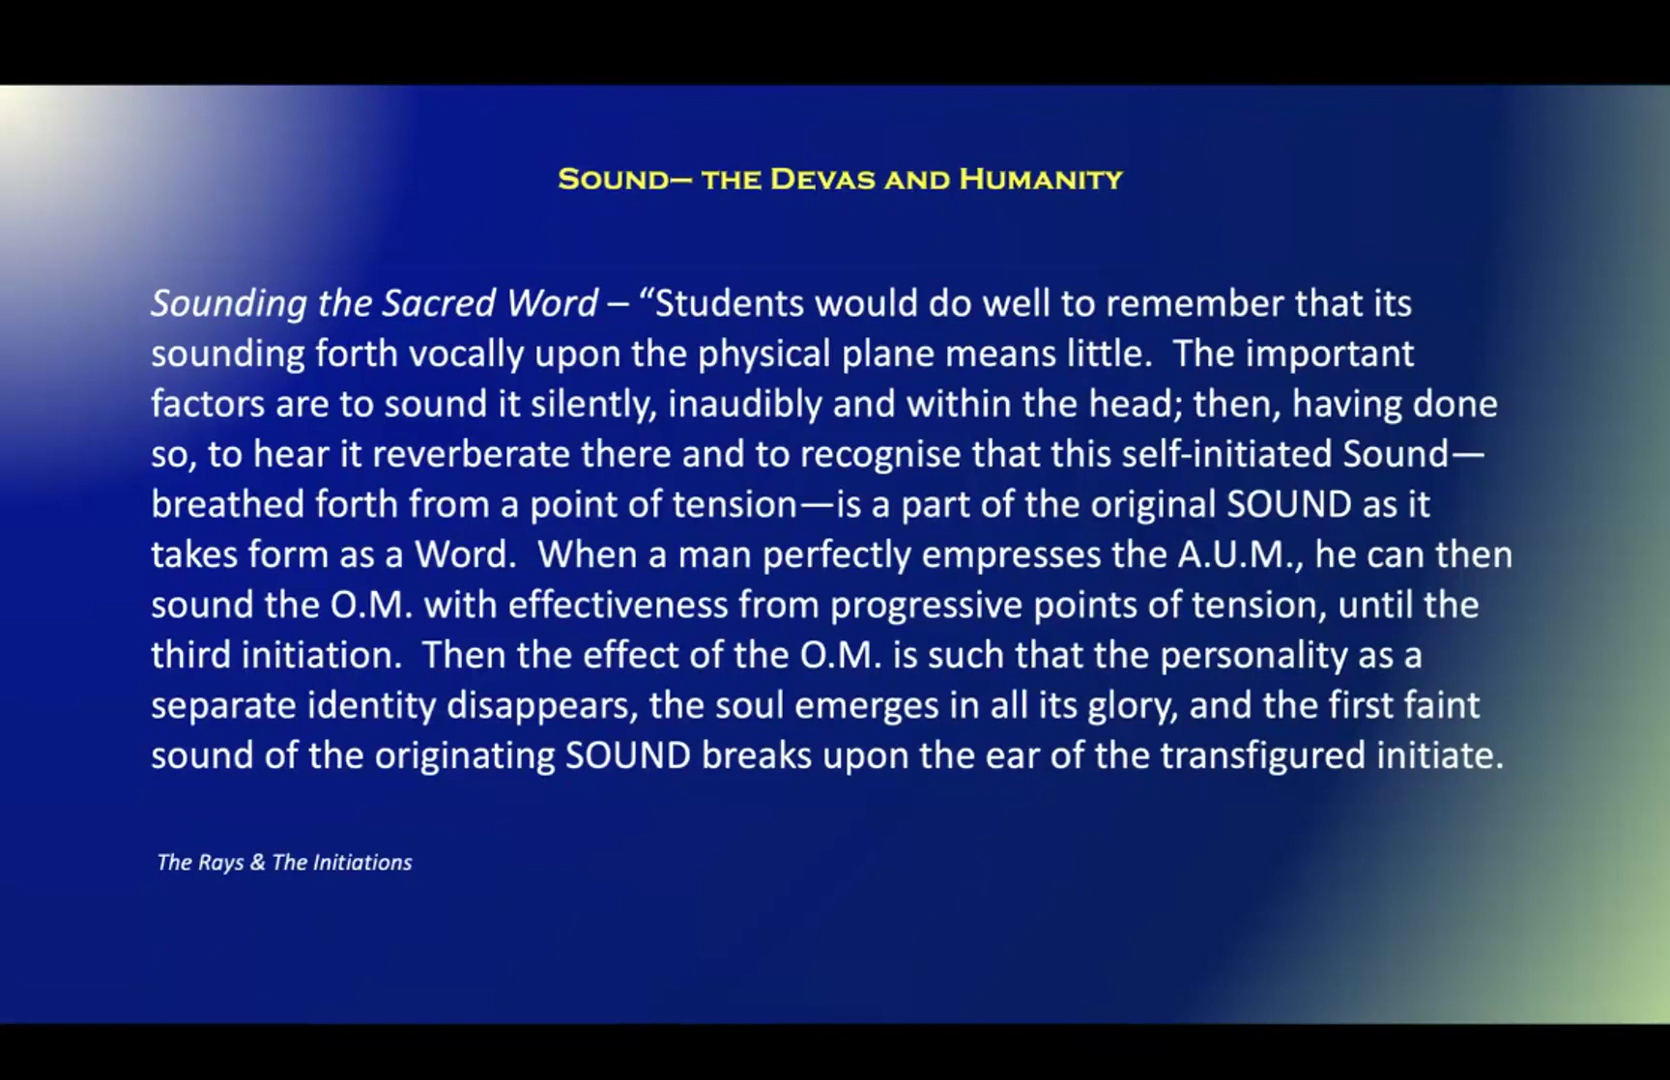 Sound— the Devas and Humanity
Sounding the Sacred Word – “Students would do well to remember that its
sounding forth vocally upon the physical plane means little.  The important
factors are to sound it silently, inaudibly and within the head; then, having done
so, to hear it reverberate there and to recognise that this self-initiated Sound—
breathed forth from a point of tension—is a part of the original SOUND as it
takes form as a Word.  When a man perfectly empresses the A.U.M., he can then
sound the O.M. with effectiveness from progressive points of tension, until the
third initiation.  Then the effect of the O.M. is such that the personality as a
separate identity disappears, the soul emerges in all its glory, and the first faint
sound of the originating SOUND breaks upon the ear of the transfigured initiate.
The Rays & The Initiations